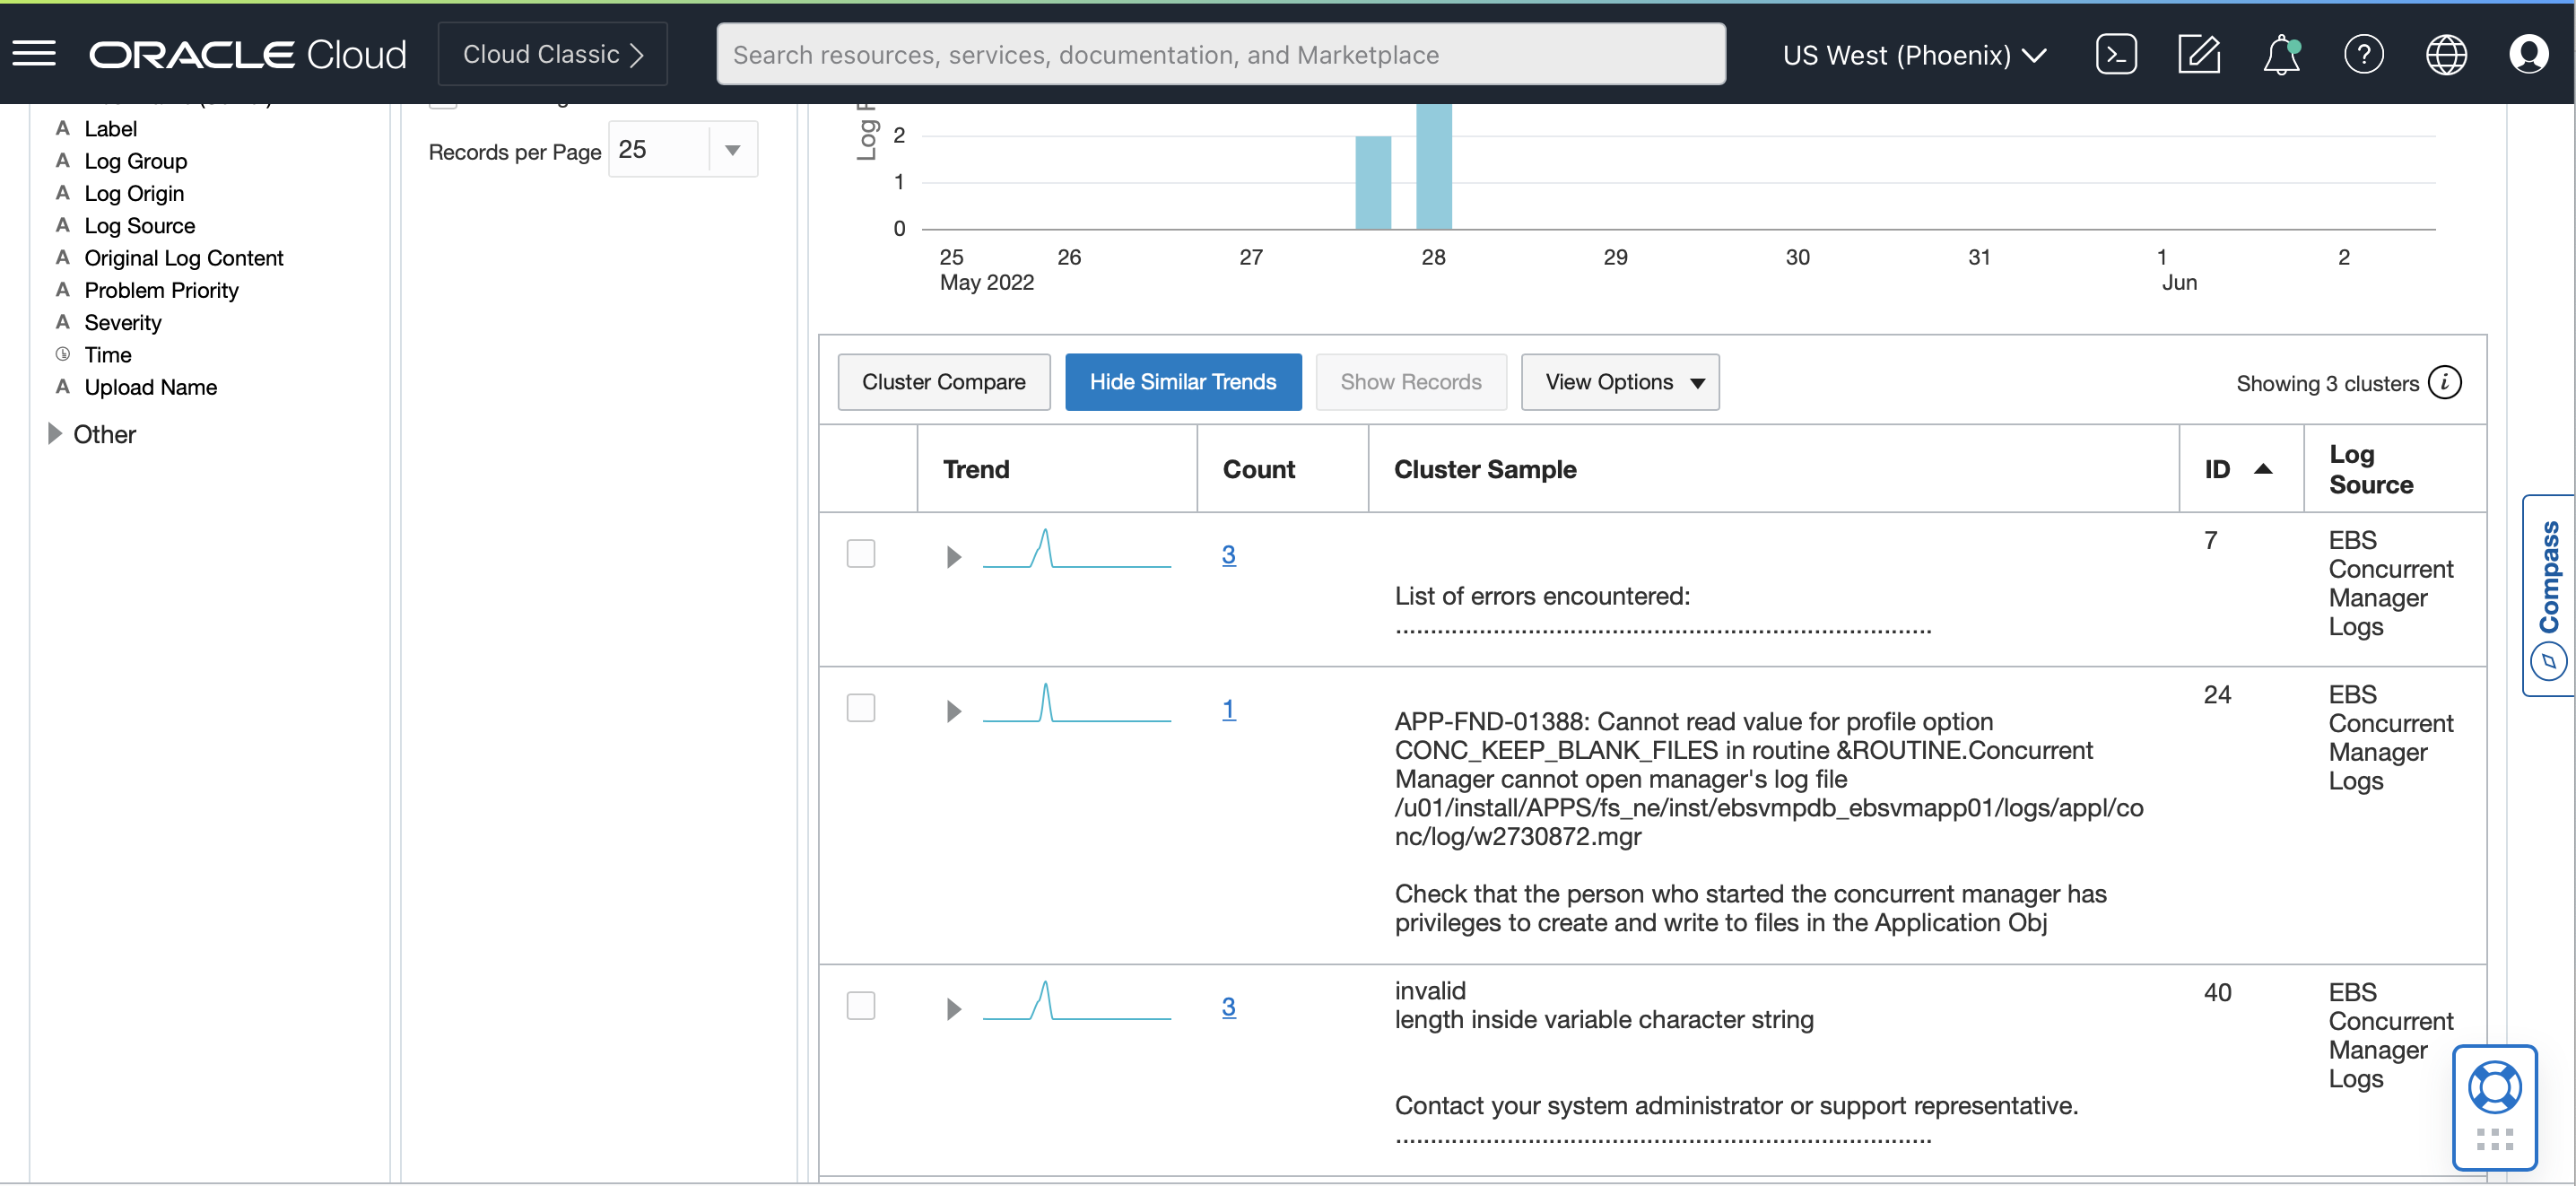 ORACLE Cloud
Cloud Classic
Search resources, services, documentation, and Marketplace
US West (Phoenix)
A Label
A Log Group
A Log Origin
A Log Source
A Original Log Content
A Problem Priority
A Severity
Time
A Upload Name
Other
Records per Page 25
Log
2
1
0
25 26 27 28 29 30 31 1 2
May 2022 Jun
Cluster Compare Hide Similar Trends Show Records View Options Showing 3 clusters i
Trend Count Cluster Sample ID Log
Source
3
List of errors encountered:
.............................................................................
7
EBS
Concurrent
Manager
Logs
1
APP-FND-01388: Cannot read value for profile option
CONC_KEEP_BLANK_FILES in routine &ROUTINE.Concurrent
Manager cannot open manager's log file
/u01/install/APPS/fs_ne/inst/ebsvmpdb_ebsvmapp01/logs/appl/co
nc/log/w2730872.mgr
Check that the person who started the concurrent manager has
privileges to create and write to files in the Application Obj
24
EBS
Concurrent
Manager
Logs
3
invalid
length inside variable character string
Contact your system administrator or support representative.
.............................................................................
40
EBS
Concurrent
Manager
Logs
Compass